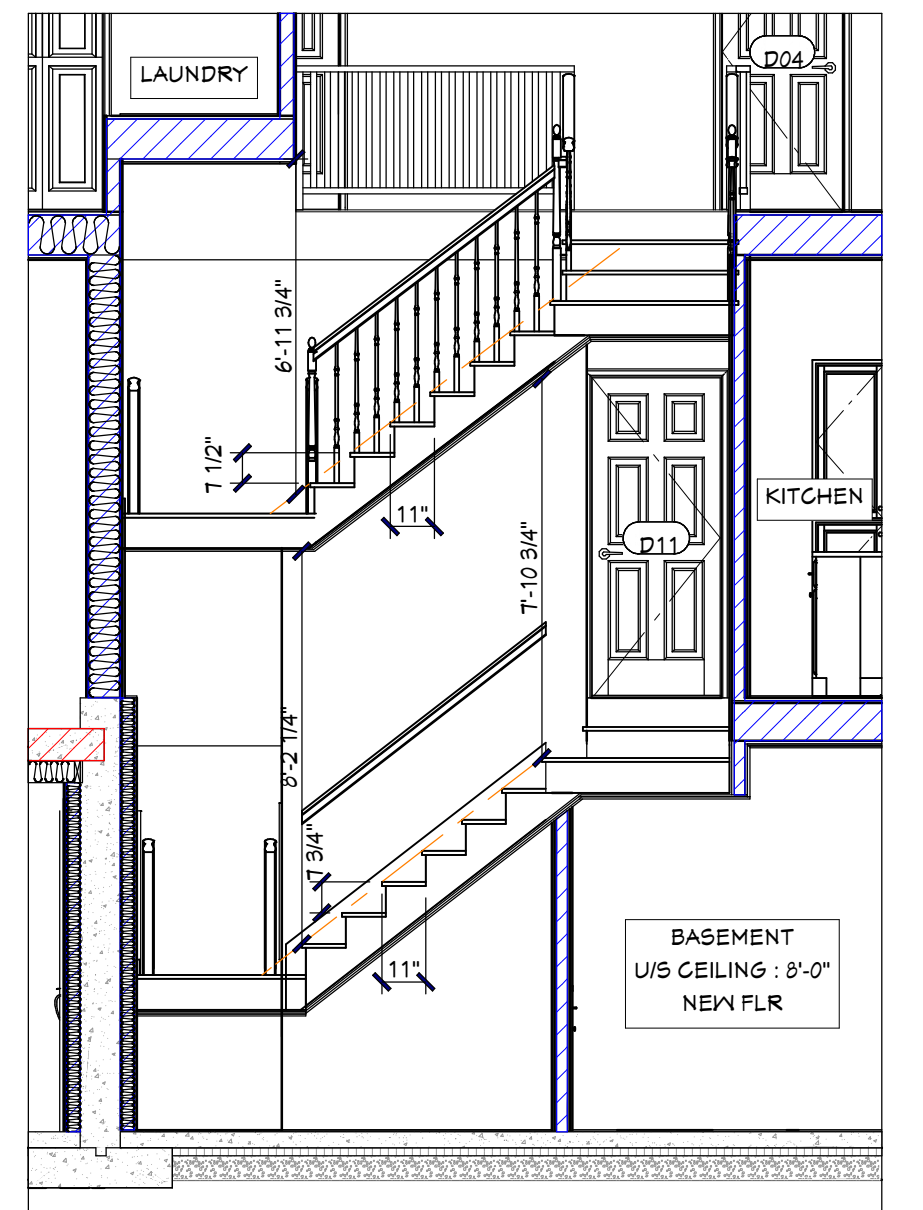 LAUNDRY
D04
6'-11 3/4"
7 1/2"
11"
KITCHEN
D11
7'-10 3/4"
8'-2 1/4"
7 3/4"
11"
BASEMENT
U/S CEILING : 8'-0"
NEW FLR